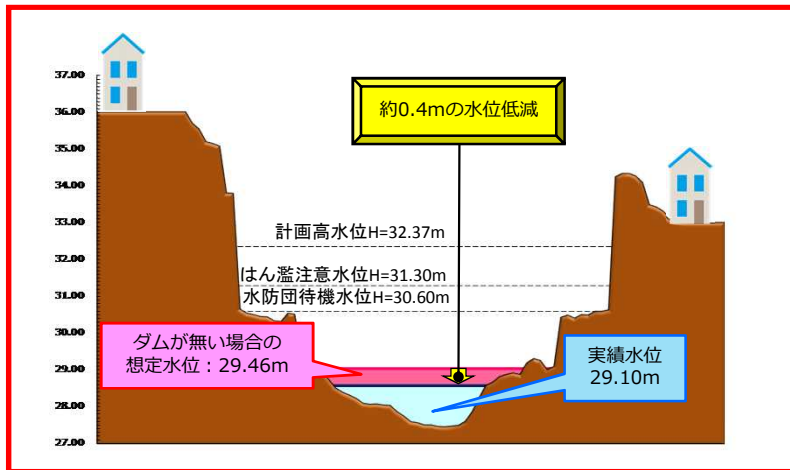 37.00
36.00
35.00
34.00
33.00
32.00
31.00
30.00
29.00
28.00
27.00
約0.4mの水位低減
計画高水位H=32.37m
はん濫注意水位H=31.30m
水防団待機水位H=30.60m
ダムが無い場合の
想定水位：29.46m
実績水位
29.10m